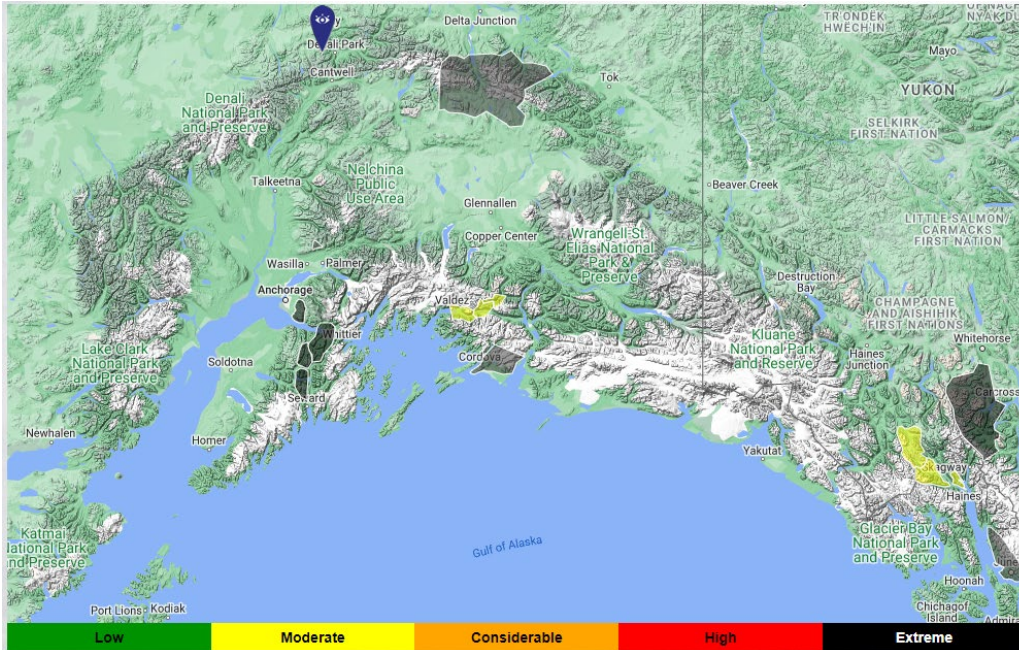 Delta Junction
TR'ONDËK
HWËCH'IN
Mayo
Denali Park
Cantwell
Tok
YUKON
Denali
National Park
and Preserve
SELKIRK
FIRST NATION
Nelchina
Public
Use Area
Talkeetna
Beaver Creek
Glennallen
LITTLE SALMON/
CARMACKS
FIRST NATION
Copper Center
Wrangell-St.
Elias National
Park &
Preserve
Wasilla
Palmer
Destruction
Bay
Anchorage
Valdez
CHAMPAGNE
AND AISHIHIK
FIRST NATIONS
Whittier
Kluane
National Park
and Reserve
Whitehorse
Lake Clark
National Park
and Preserve
Soldotna
Cordova
Haines
Junction
Carcross
Seward
Newhalen
Homer
Yakutat
Skagway
Haines
Katmai
National Park
and Preserve
Gulf of Alaska
Glacier Bay
National Park
and Preserve
Hoonah
Port Lions
Kodiak
Chichagof
Island
Low
Moderate
Considerable
High
Extreme